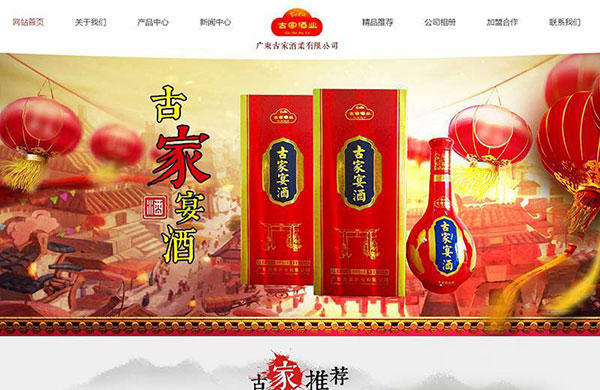 网站首页 关于我们 产品中心 新闻中心 精品推荐 公司相册 加盟合作 联系我们
古家酒业
广东古家酒业有限公司
古家宴酒
酒
古家宴酒
古家宴酒
古家宴酒
古家推荐